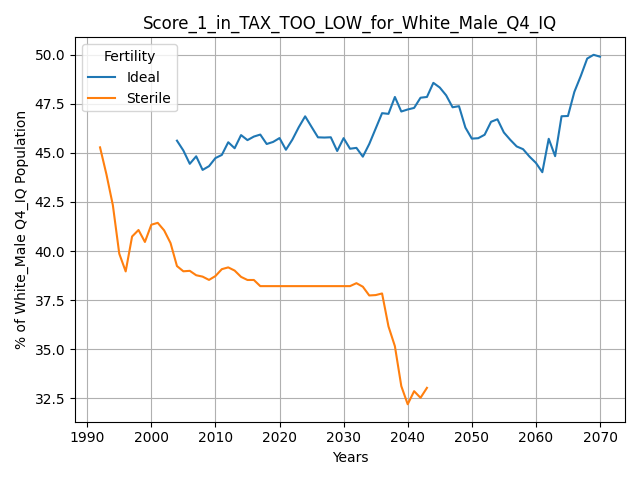 Score_1_in_TAX_TOO_LOW_for_White_Male_Q4_IQ
Fertility
Ideal
Sterile
% of White_Male Q4_IQ Population
50.0
47.5
45.0
42.5
40.0
37.5
35.0
32.5
1990 2000 2010 2020 2030 2040 2050 2060 2070
Years